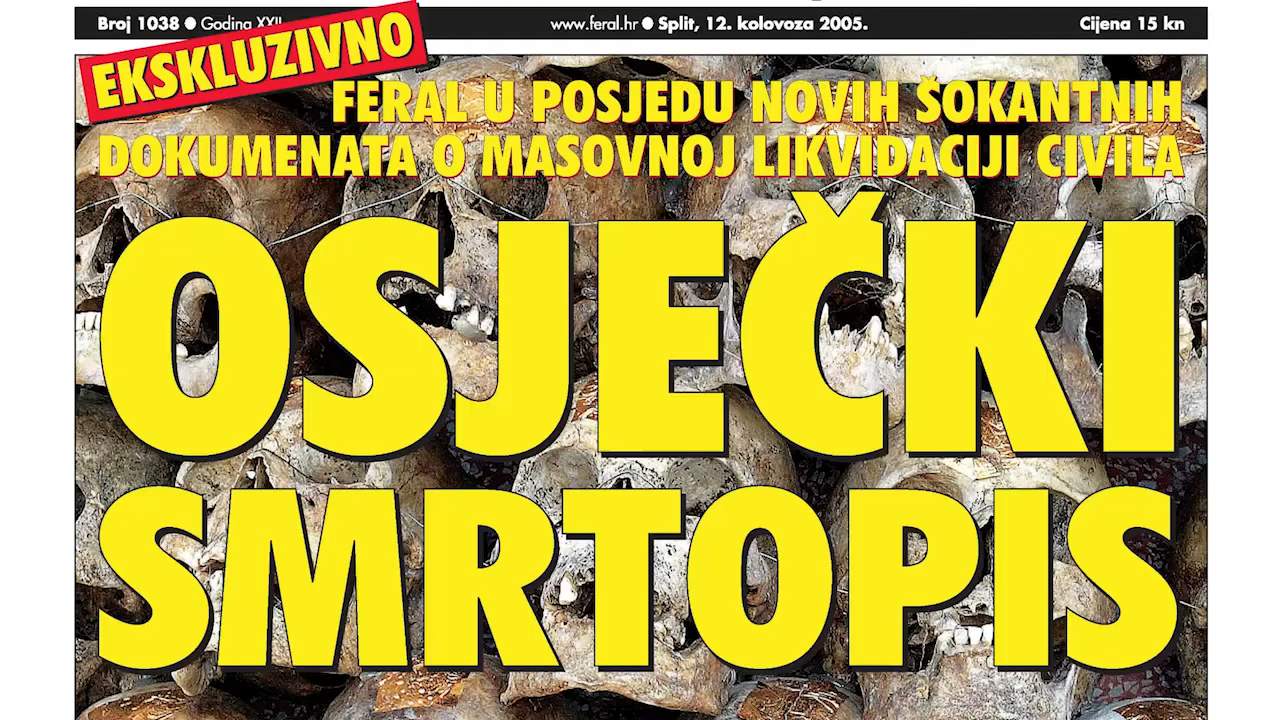 Broj 1038 ● Godina XXII
www.feral.hr ● Split, 12. kolovoza 2005.
Cijena 15 kn
EKSKLUZIVNO
FERAL U POSJEDU NOVIH ŠOKANTNIH
DOKUMENATA O MASOVNOJ LIKVIDACIJI CIVILA
OSJEČKI
SMRTOPIS